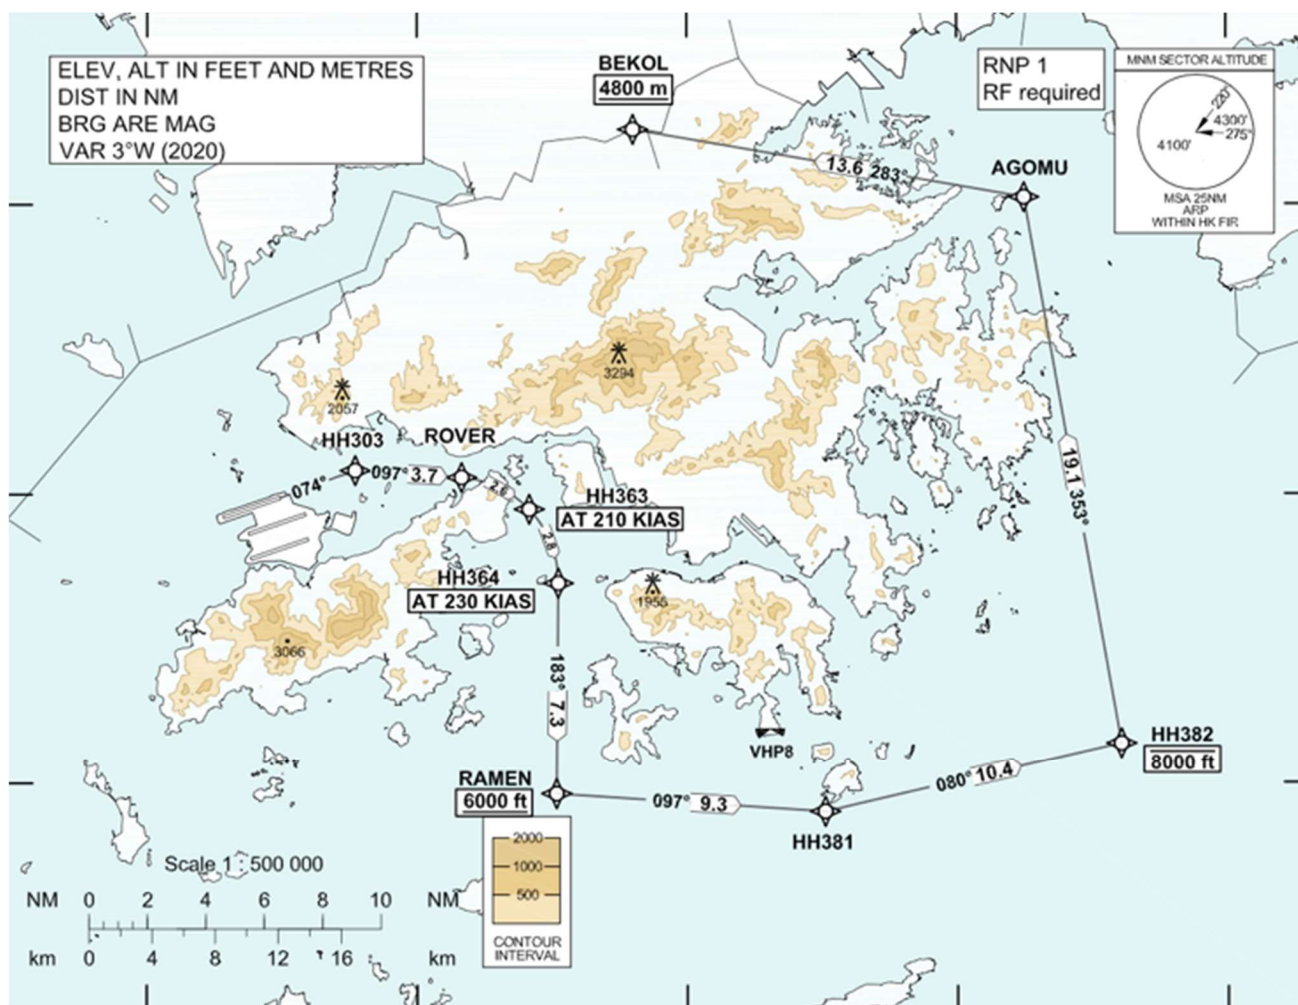 ELEV, ALT IN FEET AND METRES
DIST IN NM
BRG ARE MAG
VAR 3°W (2020)
BEKOL
4800 m
RNP 1
RF required
MNM SECTOR ALTITUDE
220°
4300'
275°
4100'
MSA 25NM
ARP
WITHIN HK FIR
13.6 283°
AGOMU
3294
2057
HH303
ROVER
074°
097° 3.7
2.6
HH363
AT 210 KIAS
19.1 353°
2.8
HH364
AT 230 KIAS
1956
3066
183° 7.3
VHP8
HH382
8000 ft
RAMEN
6000 ft
097° 9.3
080° 10.4
HH381
2000
1000
500
CONTOUR
INTERVAL
Scale 1 : 500 000
NM 0 2 4 6 8 10 NM
km 0 4 8 12 16 km